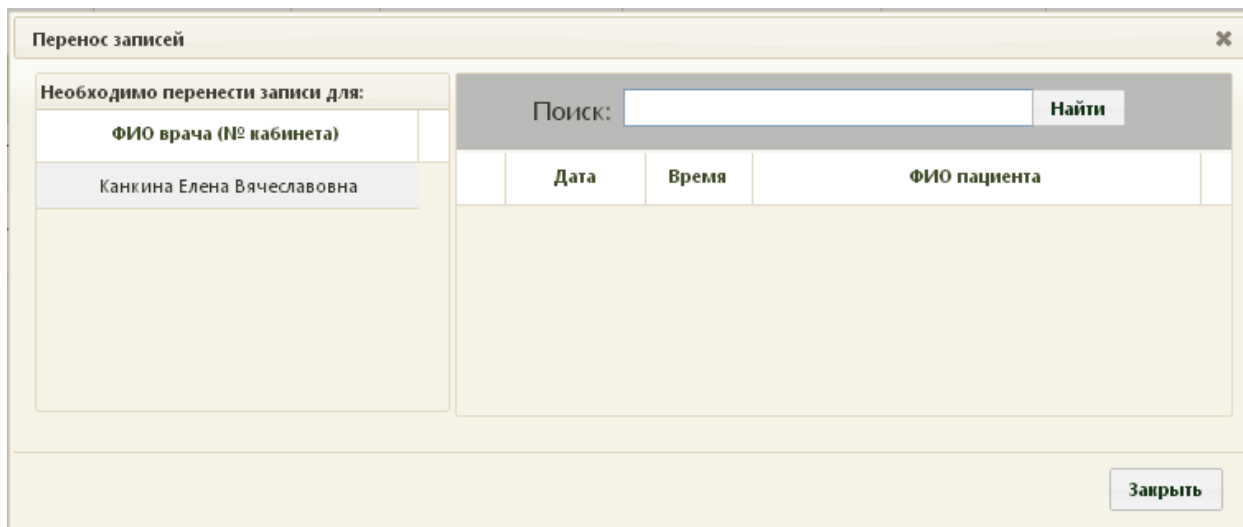 Перенос записей
Необходимо перенести записи для:
ФИО врача (№ кабинета)
Канкина Елена Вячеславовна
Поиск:
Найти
Дата
Время
ФИО пациента
Закрыть